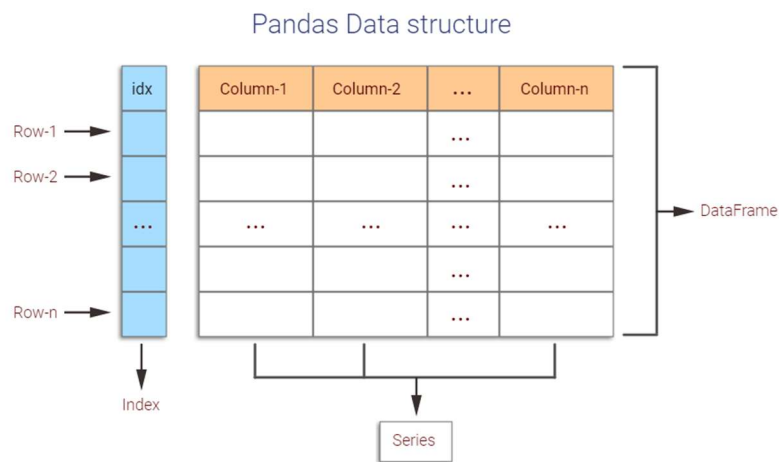 Pandas Data structure
idx Column-1 Column-2 ... Column-n
Row-1 ...
Row-2 ...
... ... ... ... ...
...
Row-n ...
DataFrame
Index
Series